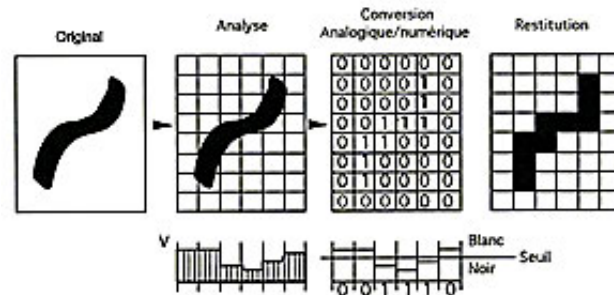 Original
Analyse
Conversion
Analogique/numérique
Restitution
0 0 0 0 0 0
0 0 0 0 1 0
0 0 0 0 1 0
0 0 1 1 1 0
0 1 1 0 0 0
0 1 0 0 0 0
0 1 0 0 0 0
0 0 0 0 0 0
V
Blanc
Seuil
Noir
0 0 1 1 1 0